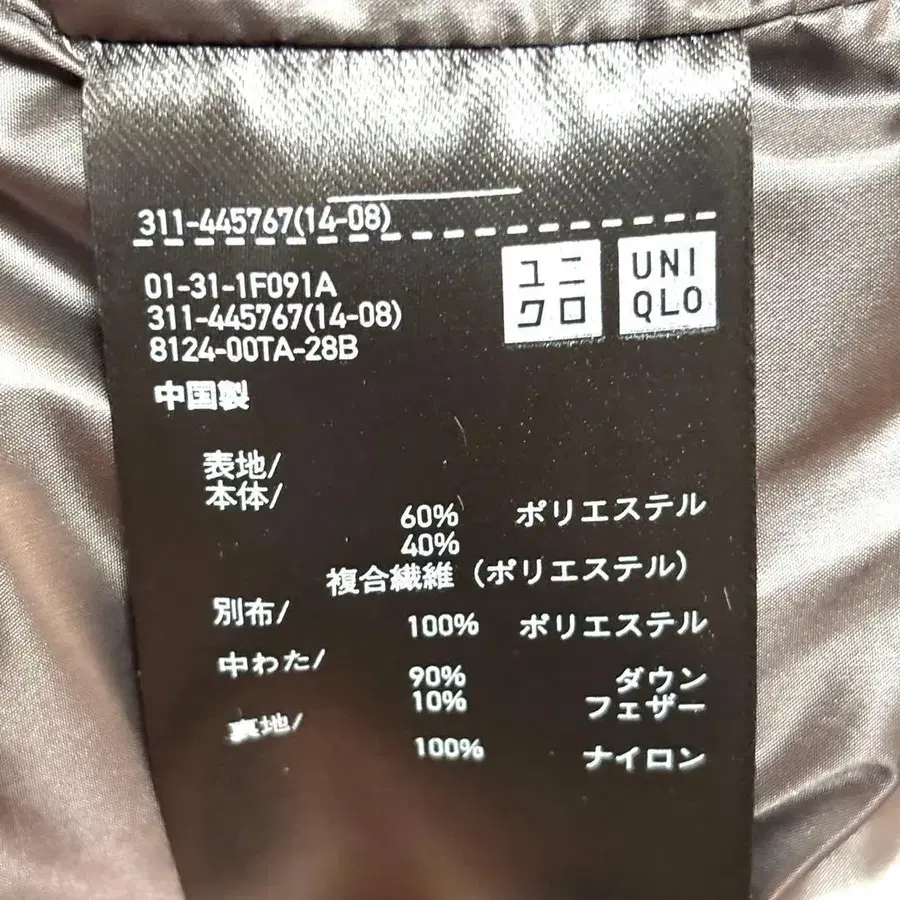 311-445767(14-08)
ユニ
クロ
UNI
QLO
01-31-1F091A
311-445767(14-08)
8124-00TA-28B
中国製
表地/
本体/
60% ポリエステル
40%
複合繊維（ポリエステル）
別布/
100% ポリエステル
中わた/
90% ダウン
10% フェザー
裏地/
100% ナイロン